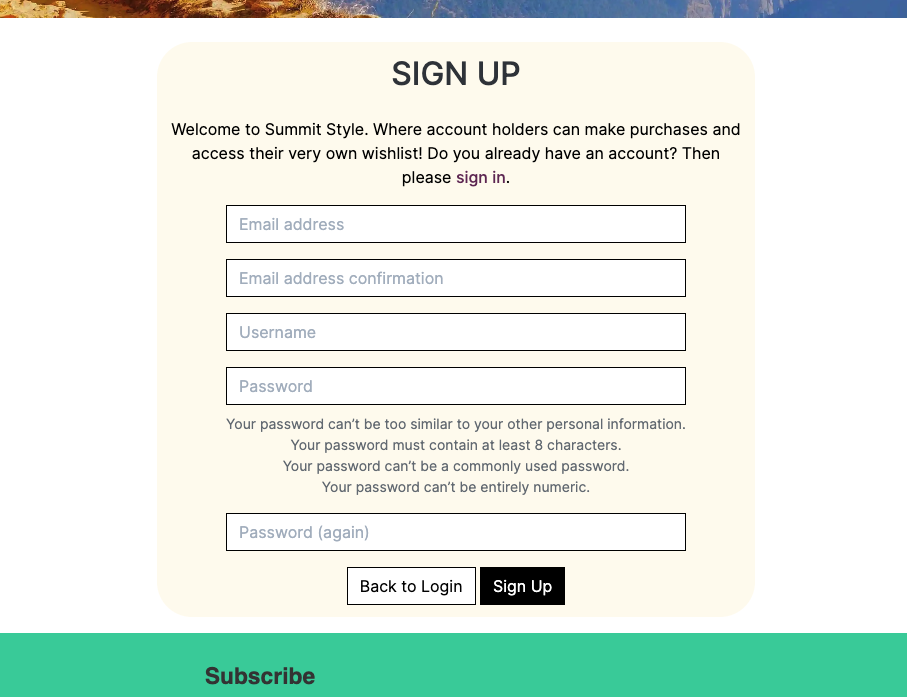 SIGN UP
Welcome to Summit Style. Where account holders can make purchases and
access their very own wishlist! Do you already have an account? Then
please sign in.
Email address
Email address confirmation
Username
Password
Your password can’t be too similar to your other personal information.
Your password must contain at least 8 characters.
Your password can’t be a commonly used password.
Your password can’t be entirely numeric.
Password (again)
Back to Login Sign Up
Subscribe